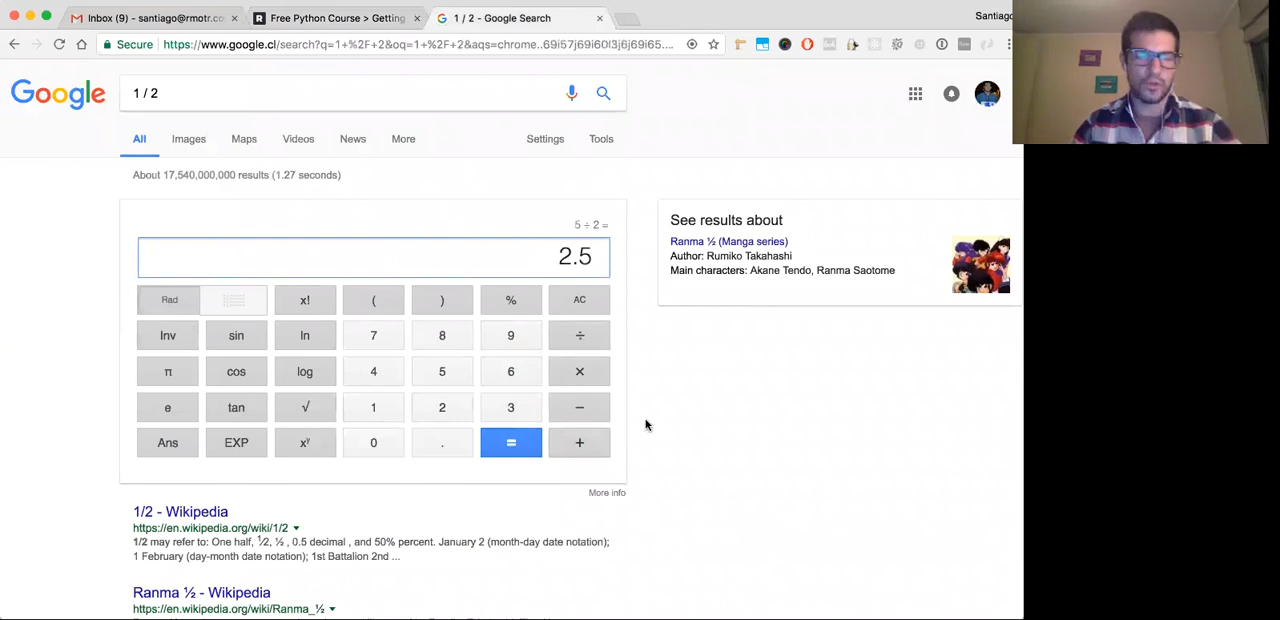 Inbox (9) - santiago@rmotr.co
Free Python Course > Getting
1 / 2 - Google Search
Santiago
Secure
https://www.google.cl/search?q=1+%2F+2&oq=1+%2F+2&aqs=chrome..69i57j69i60l3j6j69i65....
Google
1 / 2
All
Images
Maps
Videos
News
More
Settings
Tools
About 17,540,000,000 results (1.27 seconds)
5 ÷ 2 =
2.5
Rad x! ( ) % AC
Inv sin ln 7 8 9 ÷
π cos log 4 5 6 ×
e tan √ 1 2 3 −
Ans EXP xʸ 0 . = +
More info
See results about
Ranma ½ (Manga series)
Author: Rumiko Takahashi
Main characters: Akane Tendo, Ranma Saotome
1/2 - Wikipedia
https://en.wikipedia.org/wiki/1/2
1/2 may refer to: One half, ½, ½ , 0.5 decimal , and 50% percent. January 2 (month-day date notation);
1 February (day-month date notation); 1st Battalion 2nd ...
Ranma ½ - Wikipedia
https://en.wikipedia.org/wiki/Ranma_½